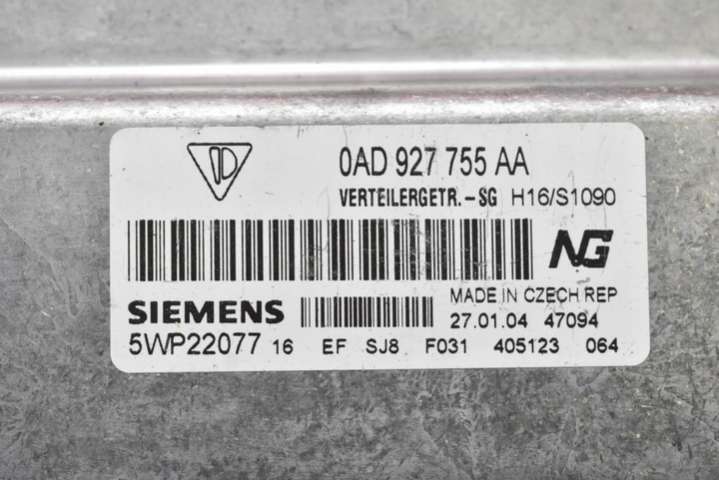 0AD 927 755 AA
VERTEILERGETR.-SG H16/S1090
NG
SIEMENS
MADE IN CZECH REP
27.01.04 47094
5WP22077 16 EF SJ8 F031 405123 064